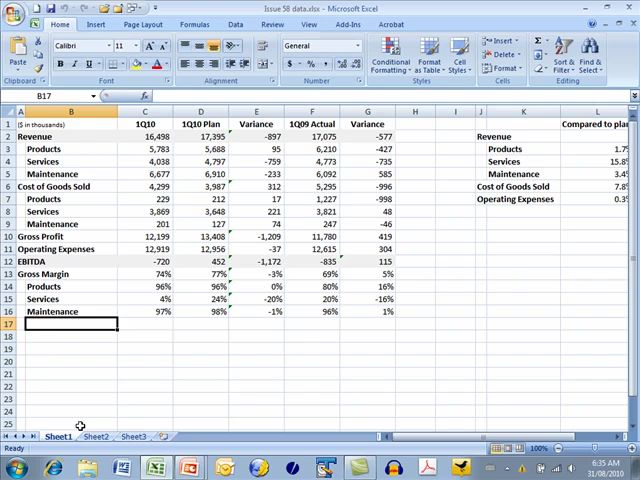 Issue 58 data.xlsx - Microsoft Excel
Home Insert Page Layout Formulas Data Review View Add-Ins Acrobat
Calibri 11 General
Paste B I U $ % , Conditional Formatting Format as Table Cell Styles Insert Delete Format
Clipboard Font Alignment Number Styles Cells Editing
B17 fx
A B C D E F G H I J K L
1 ($ in thousands) 1Q10 1Q10 Plan Variance 1Q09 Actual Variance Compared to plan
2 Revenue 16,498 17,395 -897 17,075 -577 Revenue
3 Products 5,783 5,688 95 6,210 -427 Products 1.7%
4 Services 4,038 4,797 -759 4,773 -735 Services 15.8%
5 Maintenance 6,677 6,910 -233 6,092 585 Maintenance 3.4%
6 Cost of Goods Sold 4,299 3,987 312 5,295 -996 Cost of Goods Sold 7.8%
7 Products 229 212 17 1,227 -998 Operating Expenses 0.3%
8 Services 3,869 3,648 221 3,821 48
9 Maintenance 201 127 74 247 -46
10 Gross Profit 12,199 13,408 -1,209 11,780 419
11 Operating Expenses 12,919 12,956 -37 12,615 304
12 EBITDA -720 452 -1,172 -835 115
13 Gross Margin 74% 77% -3% 69% 5%
14 Products 96% 96% 0% 80% 16%
15 Services 4% 24% -20% 20% -16%
16 Maintenance 97% 98% -1% 96% 1%
17
18
19
20
21
22
23
24
25
Sheet1 Sheet2 Sheet3
Ready 100%
6:35 AM
31/08/2010